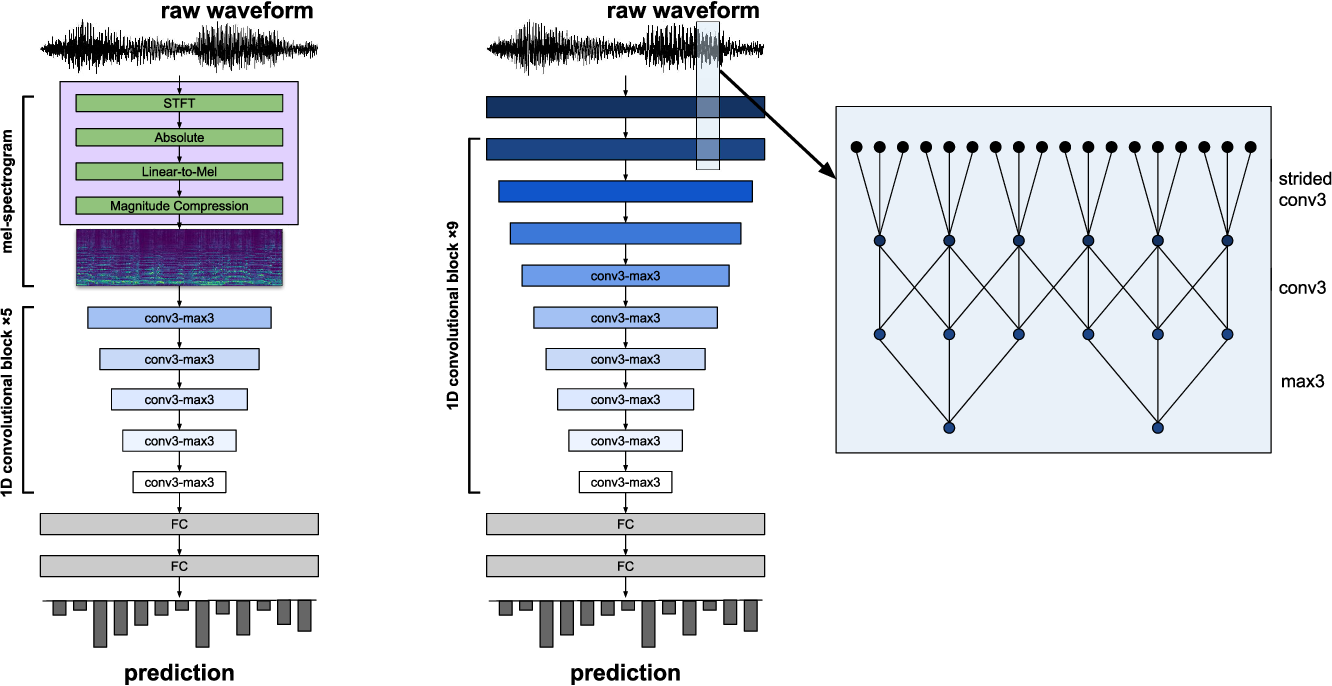 raw waveform
mel-spectrogram
STFT
Absolute
Linear-to-Mel
Magnitude Compression
1D convolutional block ×5
conv3-max3
conv3-max3
conv3-max3
conv3-max3
conv3-max3
FC
FC
prediction
raw waveform
1D convolutional block ×9
conv3-max3
conv3-max3
conv3-max3
conv3-max3
conv3-max3
conv3-max3
FC
FC
prediction
strided
conv3
conv3
max3